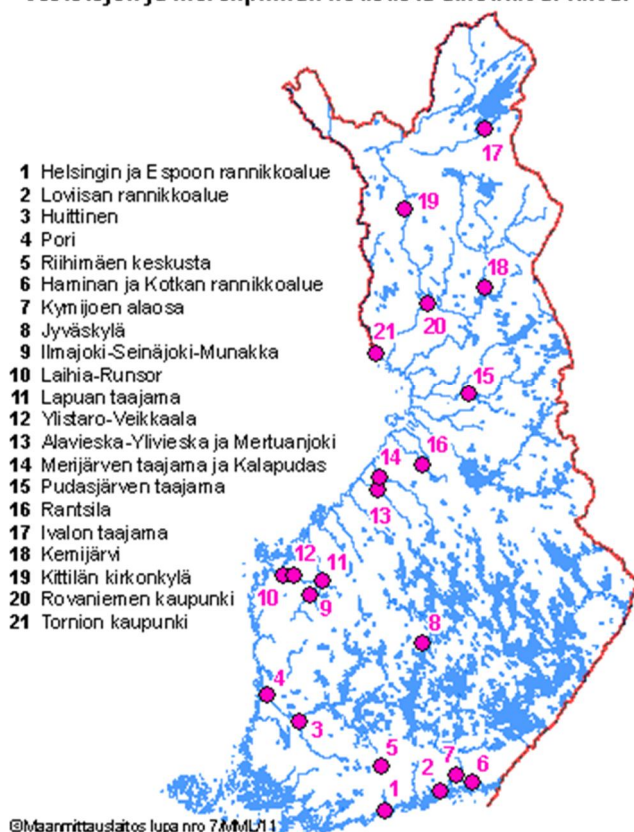 1 Helsingin ja Espoon rannikkoalue
2 Loviisan rannikkoalue
3 Huittinen
4 Pori
5 Riihimäen keskusta
6 Haminan ja Kotkan rannikkoalue
7 Kymijoen alaosa
8 Jyväskylä
9 Ilmajoki-Seinäjoki-Munakka
10 Laihia-Runsor
11 Lapuan taajama
12 Ylistaro-Veikkaala
13 Alavieska-Ylivieska ja Mertuanjoki
14 Merijärven taajama ja Kalapudas
15 Pudasjärven taajama
16 Rantsila
17 Ivalon taajama
18 Kemijärvi
19 Kittilän kirkonkylä
20 Rovaniemen kaupunki
21 Tornion kaupunki
17
19
18
20
21
15
16
14
13
12
11
10
9
8
4
3
5
7
6
2
1
©Maanmittauslaitos lupa nro 7/MML/11